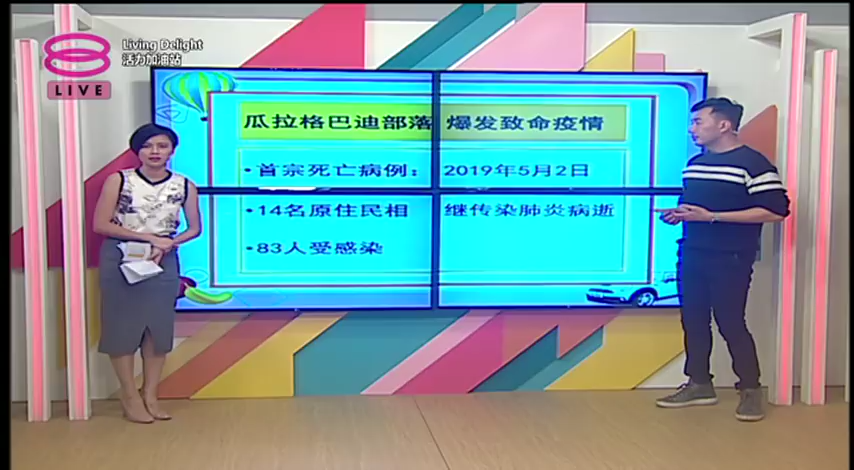 Living Delight
活力加油站
LIVE
瓜拉格巴迪部落 爆发致命疫情
•首宗死亡病例： 2019年5月2日
•14名原住民相 继传染肺炎病逝
•83人受感染